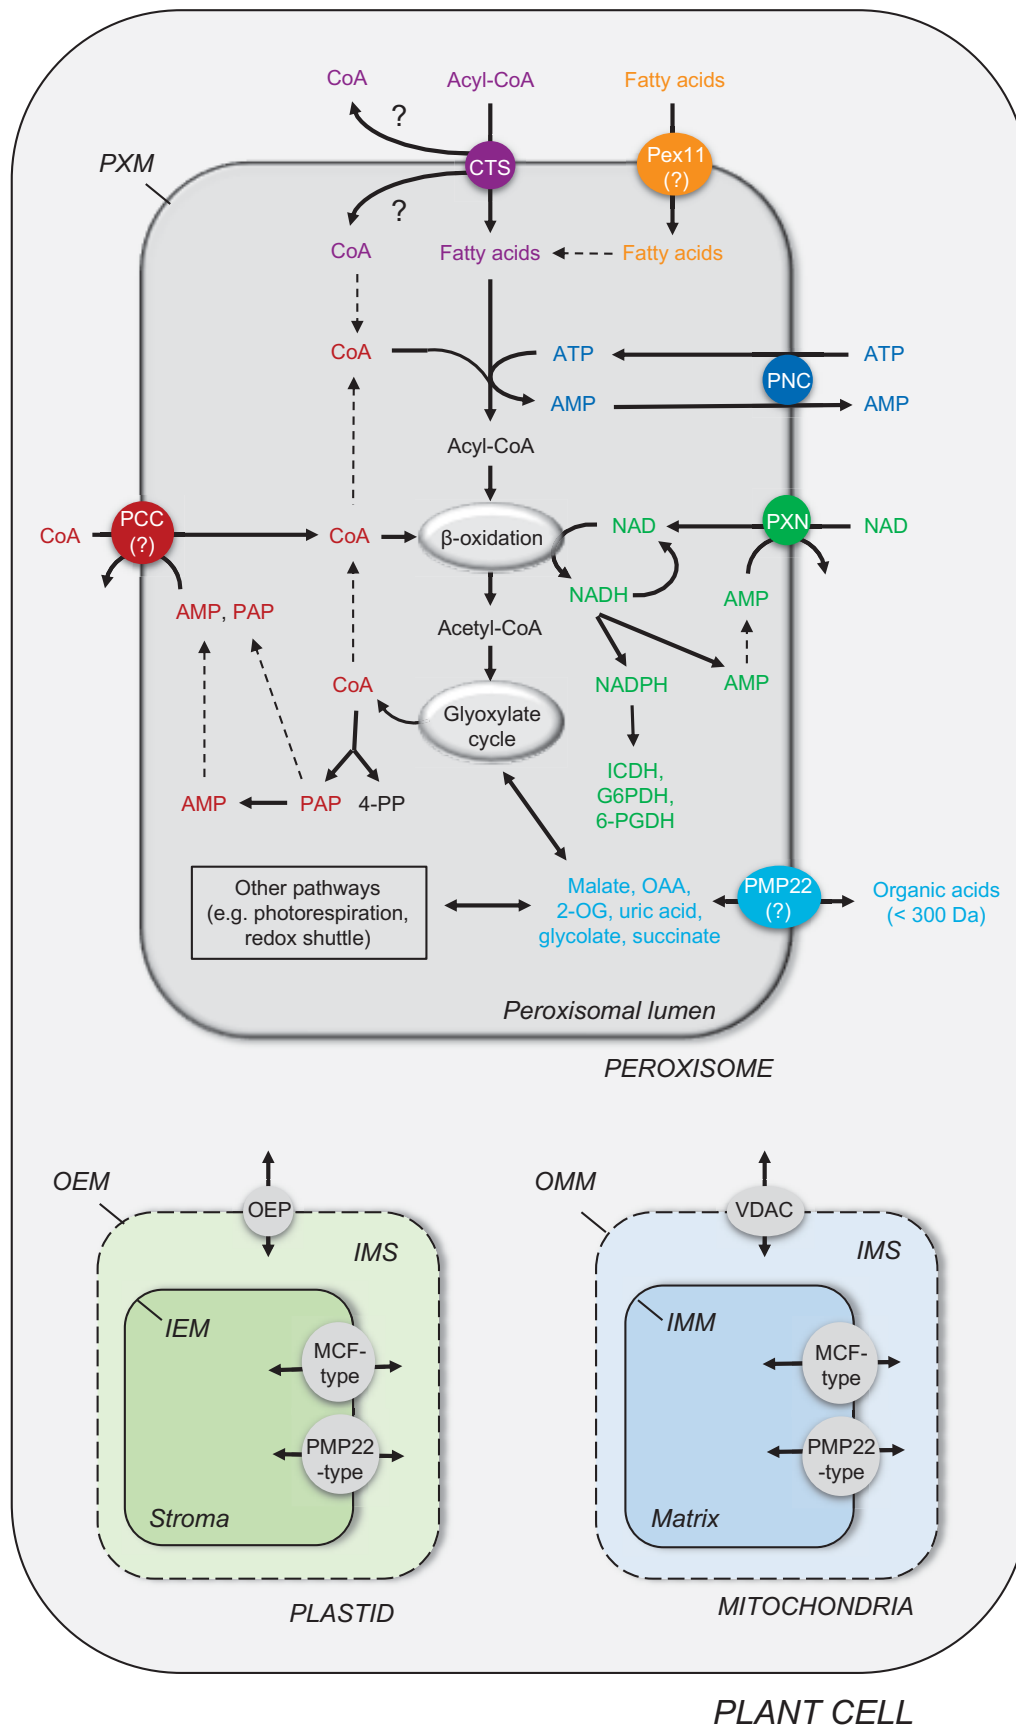 CoA
Acyl-CoA
Fatty acids
?
PXM
CTS
Pex11
(?)
?
CoA
Fatty acids
Fatty acids
CoA
ATP
ATP
PNC
AMP
AMP
Acyl-CoA
CoA
PCC
(?)
CoA
β-oxidation
NAD
PXN
NAD
NADH
AMP
AMP, PAP
Acetyl-CoA
CoA
NADPH
AMP
Glyoxylate
cycle
ICDH,
G6PDH,
6-PGDH
AMP
PAP
4-PP
Other pathways
(e.g. photorespiration,
redox shuttle)
Malate, OAA,
2-OG, uric acid,
glycolate, succinate
PMP22
(?)
Organic acids
(< 300 Da)
Peroxisomal lumen
PEROXISOME
OEM
OEP
IMS
IEM
MCF-
type
PMP22
-type
Stroma
PLASTID
OMM
VDAC
IMS
IMM
MCF-
type
PMP22
-type
Matrix
MITOCHONDRIA
PLANT CELL